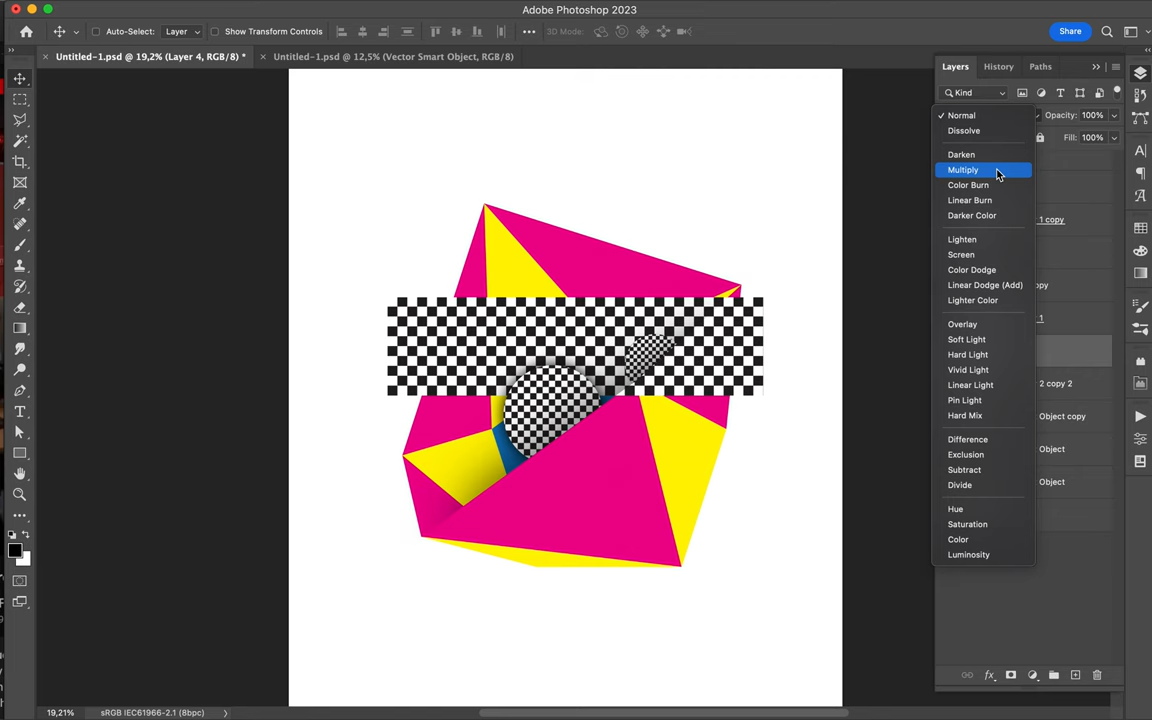 Adobe Photoshop 2023
Auto-Select: Layer Show Transform Controls 3D Mode: Share
Untitled-1.psd @ 19,2% (Layer 4, RGB/8) * Untitled-1.psd @ 12,5% (Vector Smart Object, RGB/8)
Layers History Paths
Kind
Normal Opacity: 100%
Dissolve
Fill: 100%
Darken
Multiply
Color Burn
Linear Burn
Darker Color
1 copy
Lighten
Screen
Color Dodge
Linear Dodge (Add)
opy
Lighter Color
1
Overlay
Soft Light
Hard Light
Vivid Light
Linear Light
2 copy 2
Pin Light
Hard Mix
Object copy
Difference
Object
Exclusion
Subtract
Divide
Object
Hue
Saturation
Color
Luminosity
19,21% sRGB IEC61966-2.1 (8bpc)